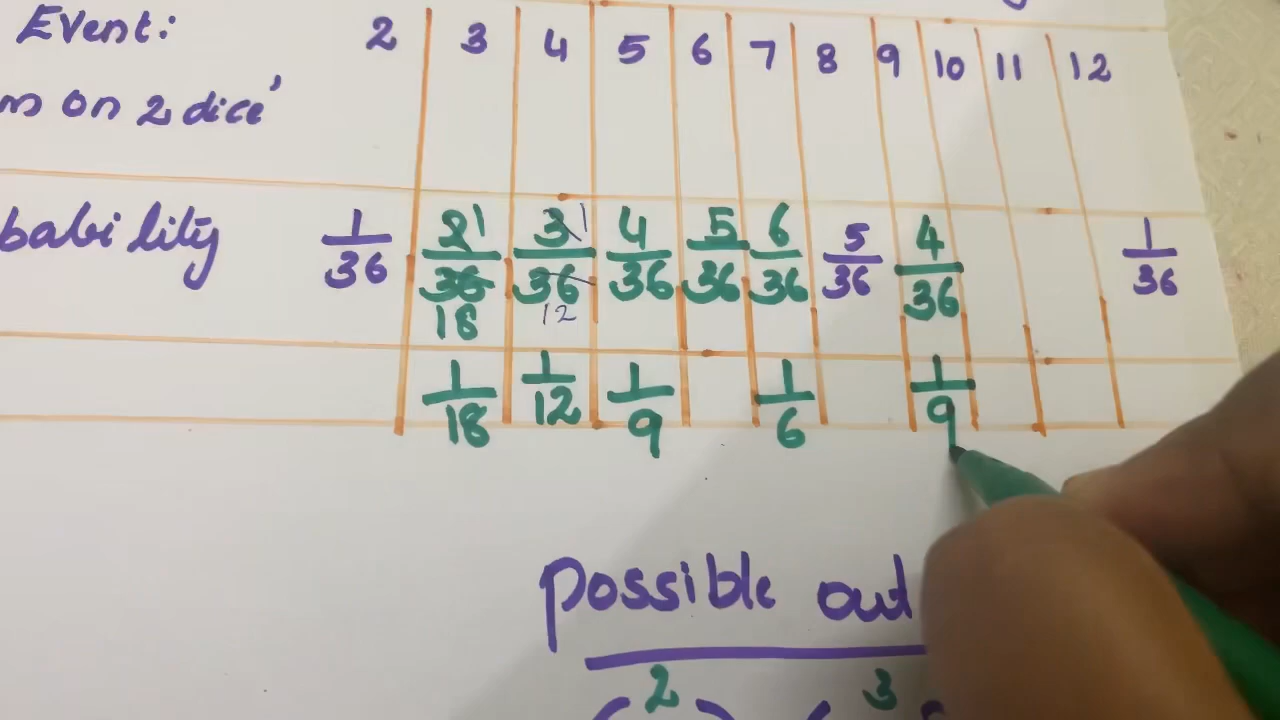 Event: 2 3 4 5 6 7 8 9 10 11 12
on 2 dice'
bability 1/36 2/36 1/18 3/36 1/12 4/36 5/36 6/36 5/36 4/36 1/36
1/18 1/12 1/9 1/6 1/9
Possible out
2 3